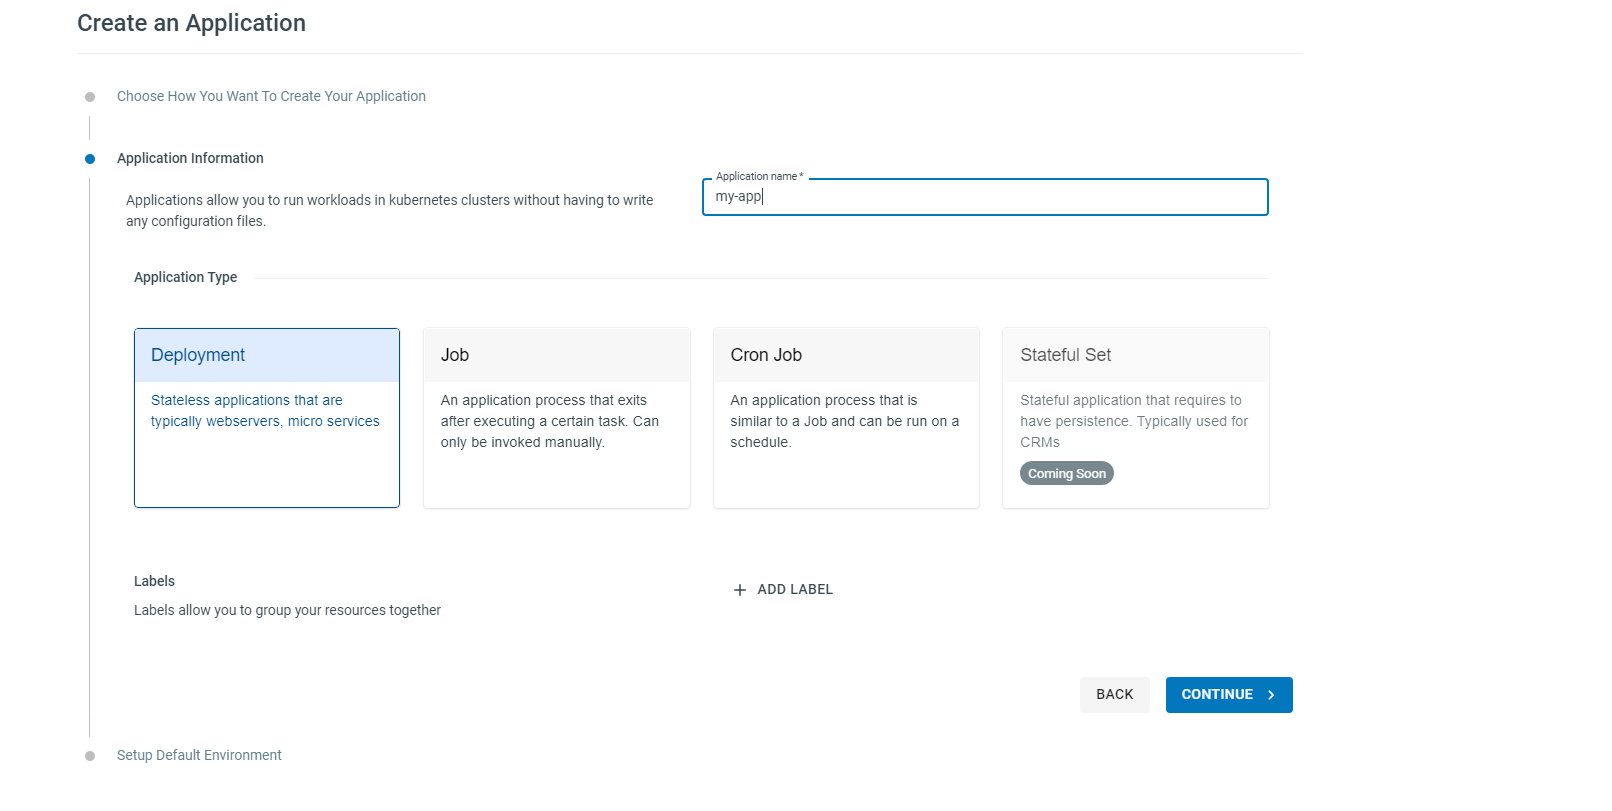 Create an Application
Choose How You Want To Create Your Application
Application Information
Applications allow you to run workloads in kubernetes clusters without having to write
any configuration files.
Application name *
my-app
Application Type
Deployment
Stateless applications that are
typically webservers, micro services
Job
An application process that exits
after executing a certain task. Can
only be invoked manually.
Cron Job
An application process that is
similar to a Job and can be run on a
schedule.
Stateful Set
Stateful application that requires to
have persistence. Typically used for
CRMs
Coming Soon
Labels
Labels allow you to group your resources together
ADD LABEL
BACK
CONTINUE
Setup Default Environment